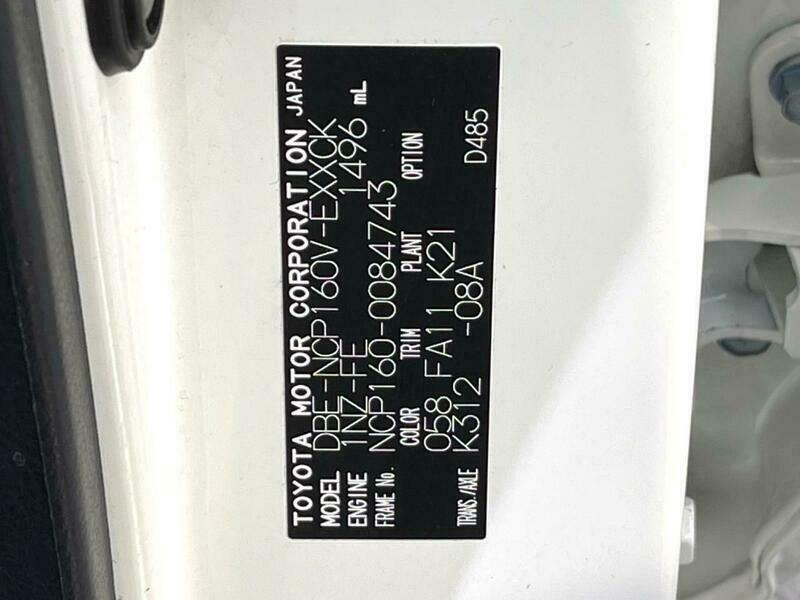 TOYOTA MOTOR CORPORATION JAPAN
MODEL DBE-NCP160V-EXXCK
ENGINE 1NZ-FE 1496 mL
FRAME No. NCP160-0084743
COLOR TRIM PLANT OPTION
058 FA11 K21
TRANS./AXLE K312 -08A D485